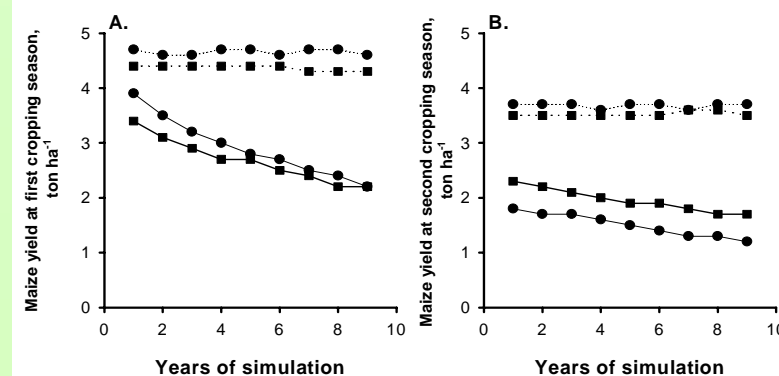 A.
Maize yield at first cropping season,
ton ha⁻¹
5
4
3
2
1
0
0 2 4 6 8 10
Years of simulation
B.
Maize yield at second cropping season,
ton ha⁻¹
5
4
3
2
1
0
0 2 4 6 8 10
Years of simulation